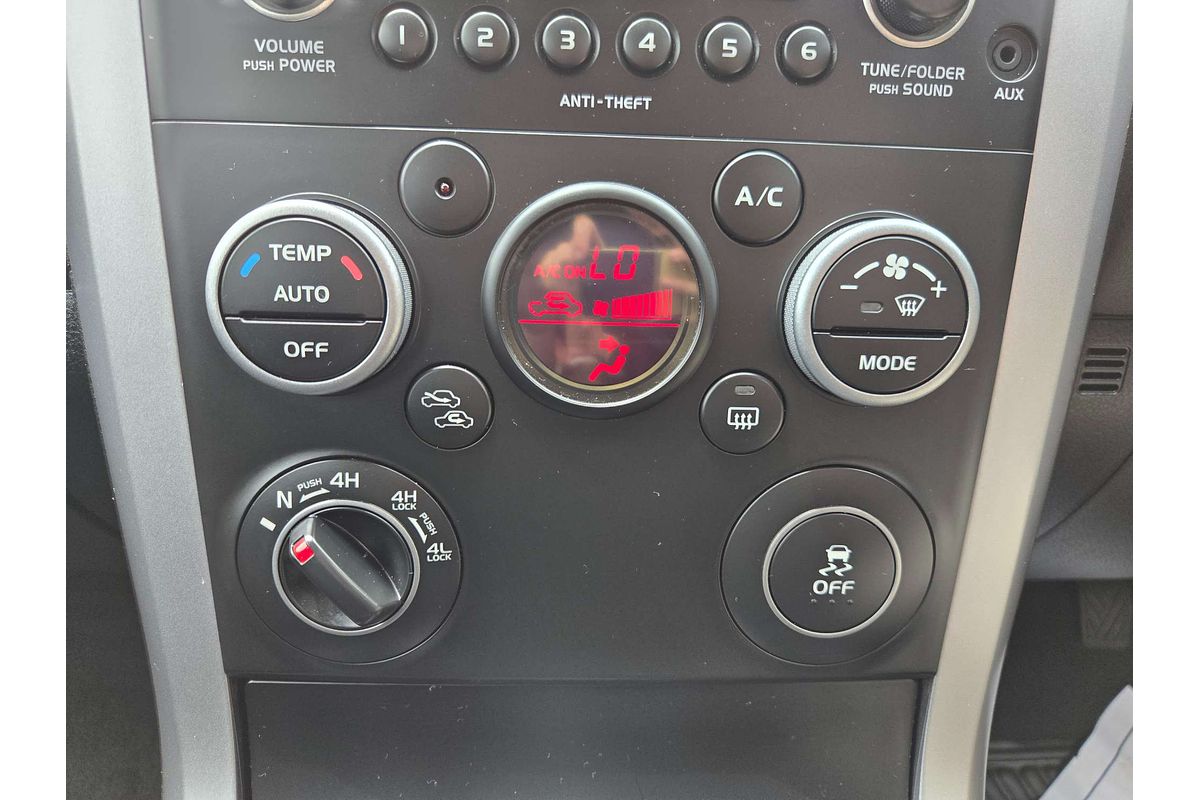 1 2 3 4 5 6
VOLUME
PUSH POWER
TUNE/FOLDER
PUSH SOUND
AUX
ANTI-THEFT
A/C
TEMP
AUTO
OFF
A/C ON LO
- +
MODE
N PUSH 4H
4H
LOCK
PUSH
4L
LOCK
OFF